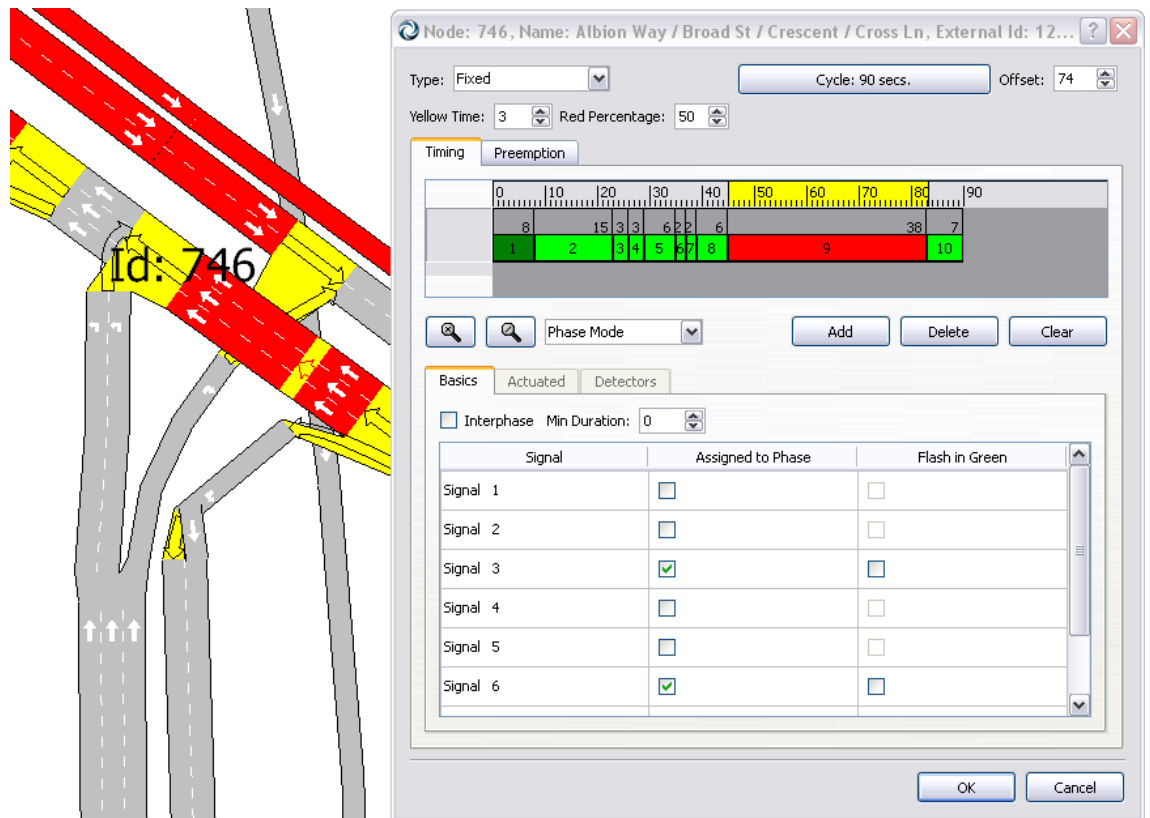 Id: 746
Node: 746, Name: Albion Way / Broad St / Crescent / Cross Ln, External Id: 12...
Type: Fixed Cycle: 90 secs. Offset: 74
Yellow Time: 3 Red Percentage: 50
Timing Preemption
0 10 20 30 40 50 60 70 80 90
8 15 3 3 6 2 2 6 38 7
1 2 3 4 5 6 7 8 9 10
Phase Mode Add Delete Clear
Basics Actuated Detectors
Interphase Min Duration: 0
Signal Assigned to Phase Flash in Green
Signal 1
Signal 2
Signal 3
Signal 4
Signal 5
Signal 6
OK Cancel